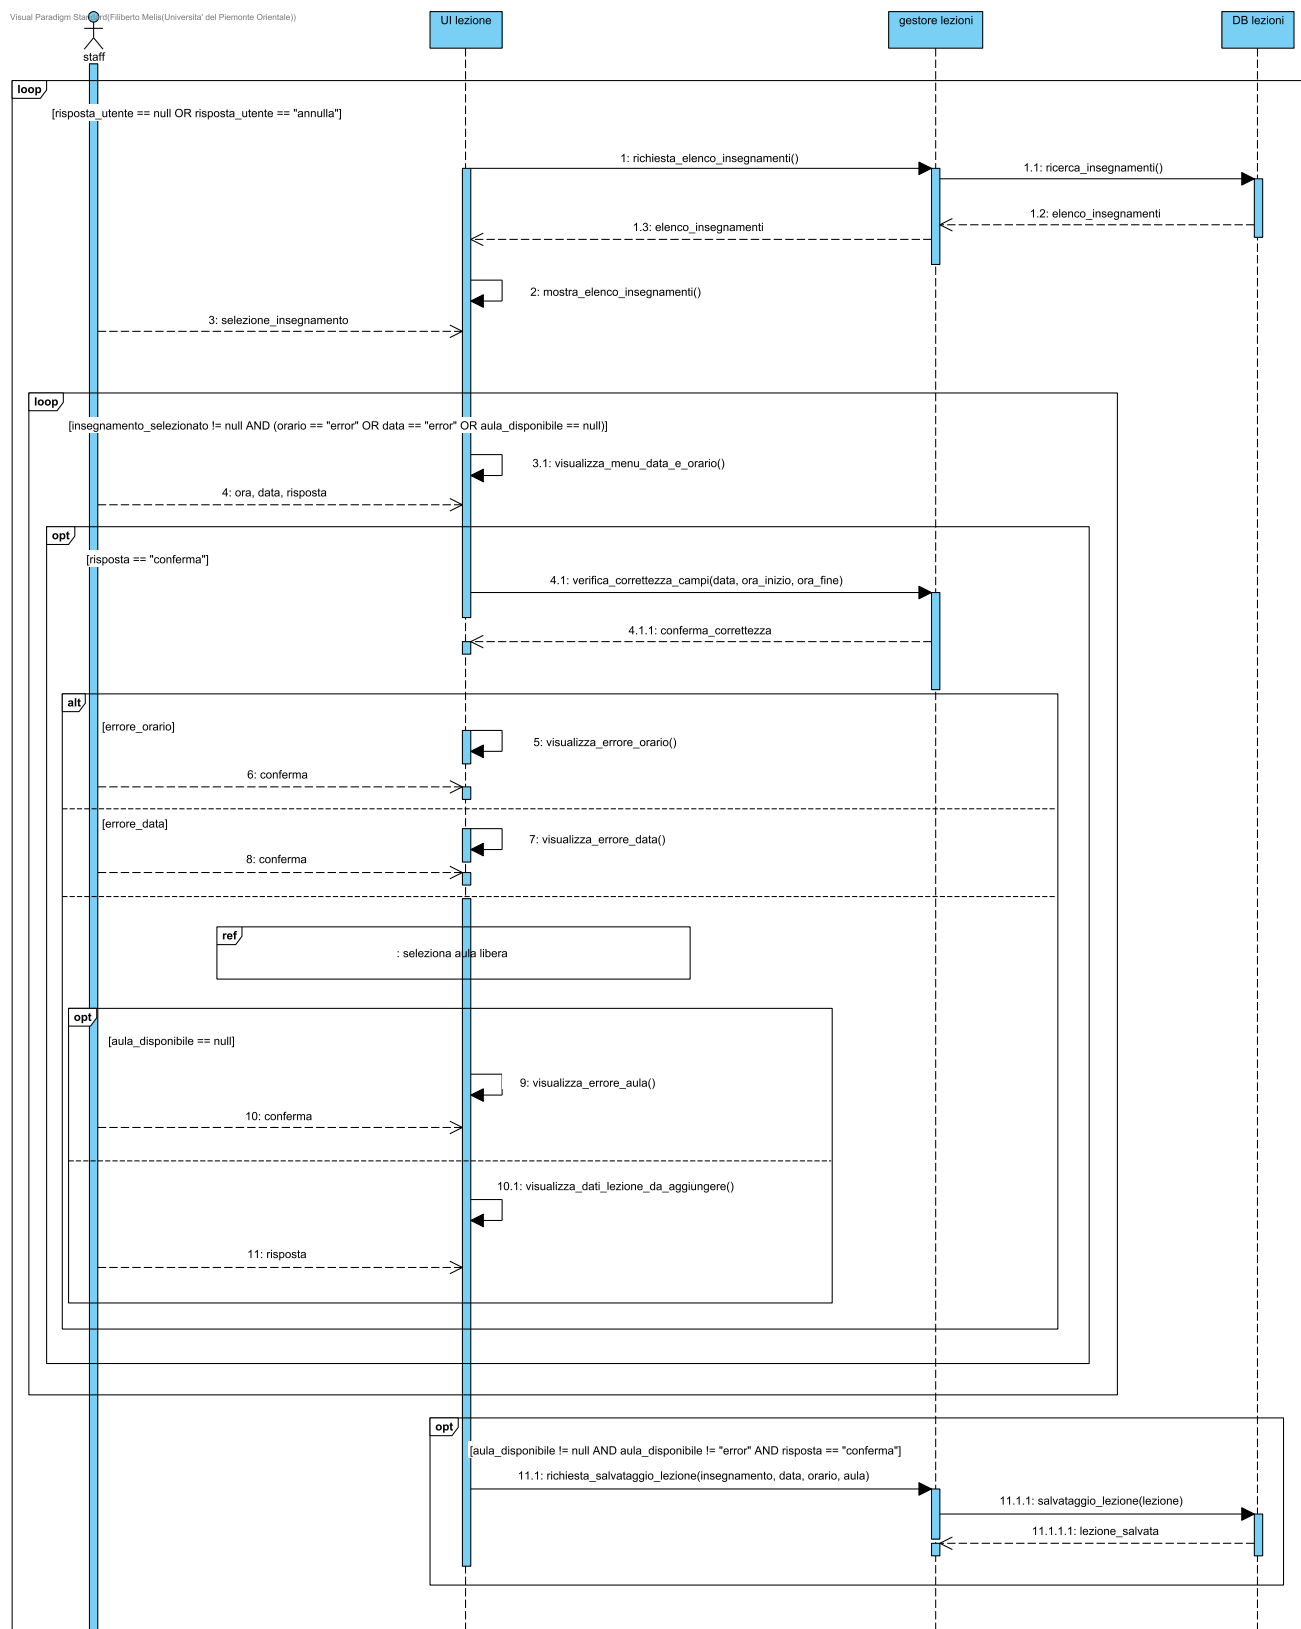 Visual Paradigm Standard(Filiberto Melis(Universita' del Piemonte Orientale))
staff
UI lezione
gestore lezioni
DB lezioni
loop
[risposta_utente == null OR risposta_utente == "annulla"]
1: richiesta_elenco_insegnamenti()
1.1: ricerca_insegnamenti()
1.2: elenco_insegnamenti
1.3: elenco_insegnamenti
2: mostra_elenco_insegnamenti()
3: selezione_insegnamento
loop
[insegnamento_selezionato != null AND (orario == "error" OR data == "error" OR aula_disponibile == null)]
3.1: visualizza_menu_data_e_orario()
4: ora, data, risposta
opt
[risposta == "conferma"]
4.1: verifica_correttezza_campi(data, ora_inizio, ora_fine)
4.1.1: conferma_correttezza
alt
[errore_orario]
5: visualizza_errore_orario()
6: conferma
[errore_data]
7: visualizza_errore_data()
8: conferma
ref
: seleziona aula libera
opt
[aula_disponibile == null]
9: visualizza_errore_aula()
10: conferma
10.1: visualizza_dati_lezione_da_aggiungere()
11: risposta
opt
[aula_disponibile != null AND aula_disponibile != "error" AND risposta == "conferma"]
11.1: richiesta_salvataggio_lezione(insegnamento, data, orario, aula)
11.1.1: salvataggio_lezione(lezione)
11.1.1.1: lezione_salvata